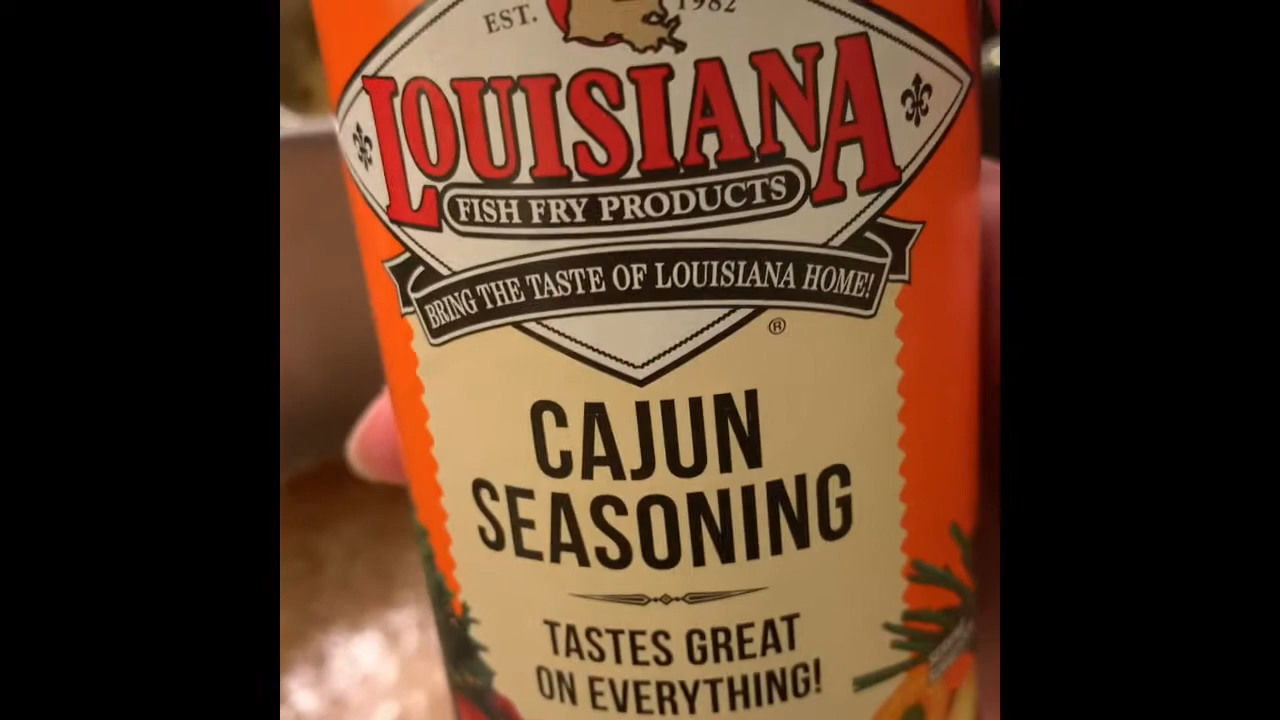 EST. 1982
LOUISIANA
FISH FRY PRODUCTS
BRING THE TASTE OF LOUISIANA HOME!
®
CAJUN
SEASONING
TASTES GREAT
ON EVERYTHING!